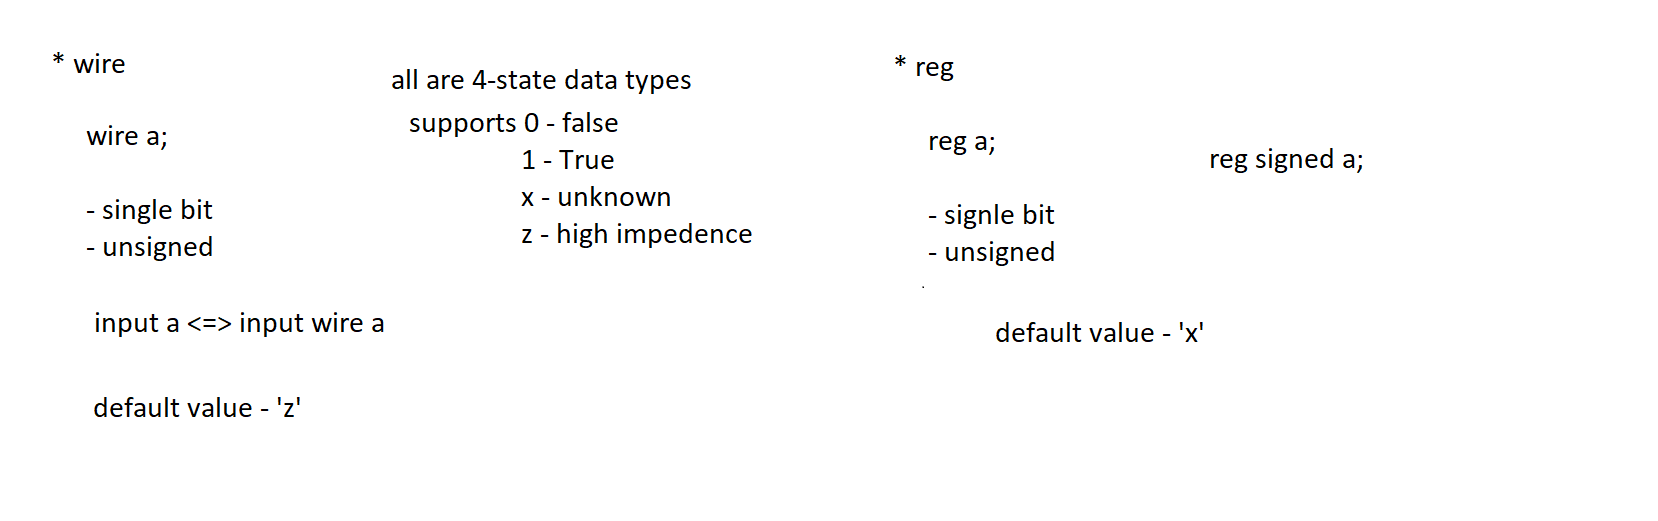 * wire
wire a;
- single bit
- unsigned
input a <=> input wire a
default value - 'z'
all are 4-state data types
supports 0 - false
1 - True
x - unknown
z - high impedence
* reg
reg a;
- signle bit
- unsigned
.
default value - 'x'
reg signed a;